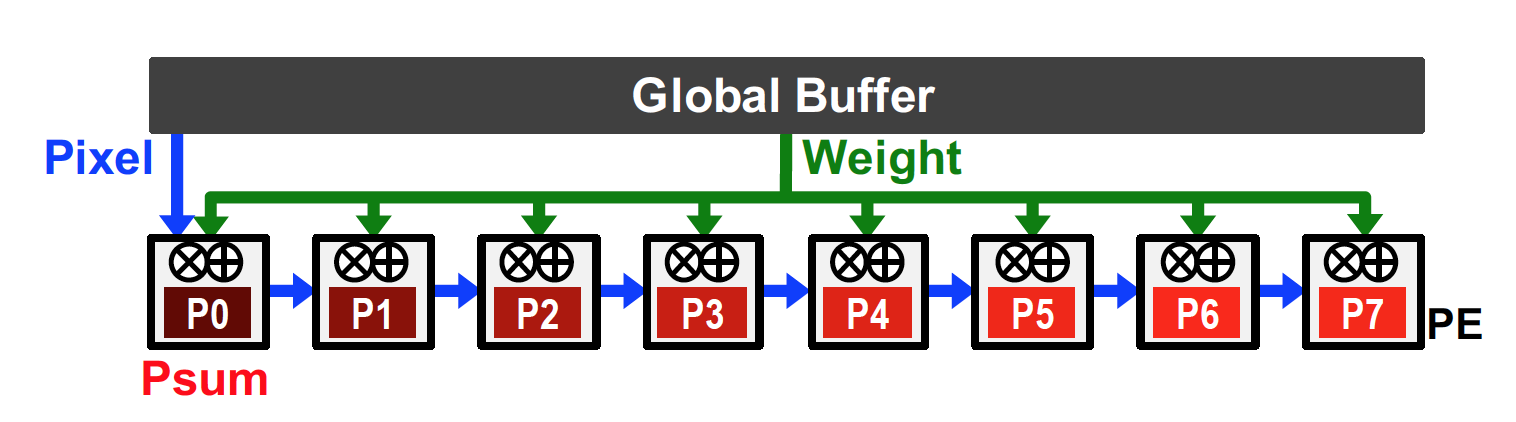 Global Buffer
Pixel
Weight
P0
P1
P2
P3
P4
P5
P6
P7
PE
Psum